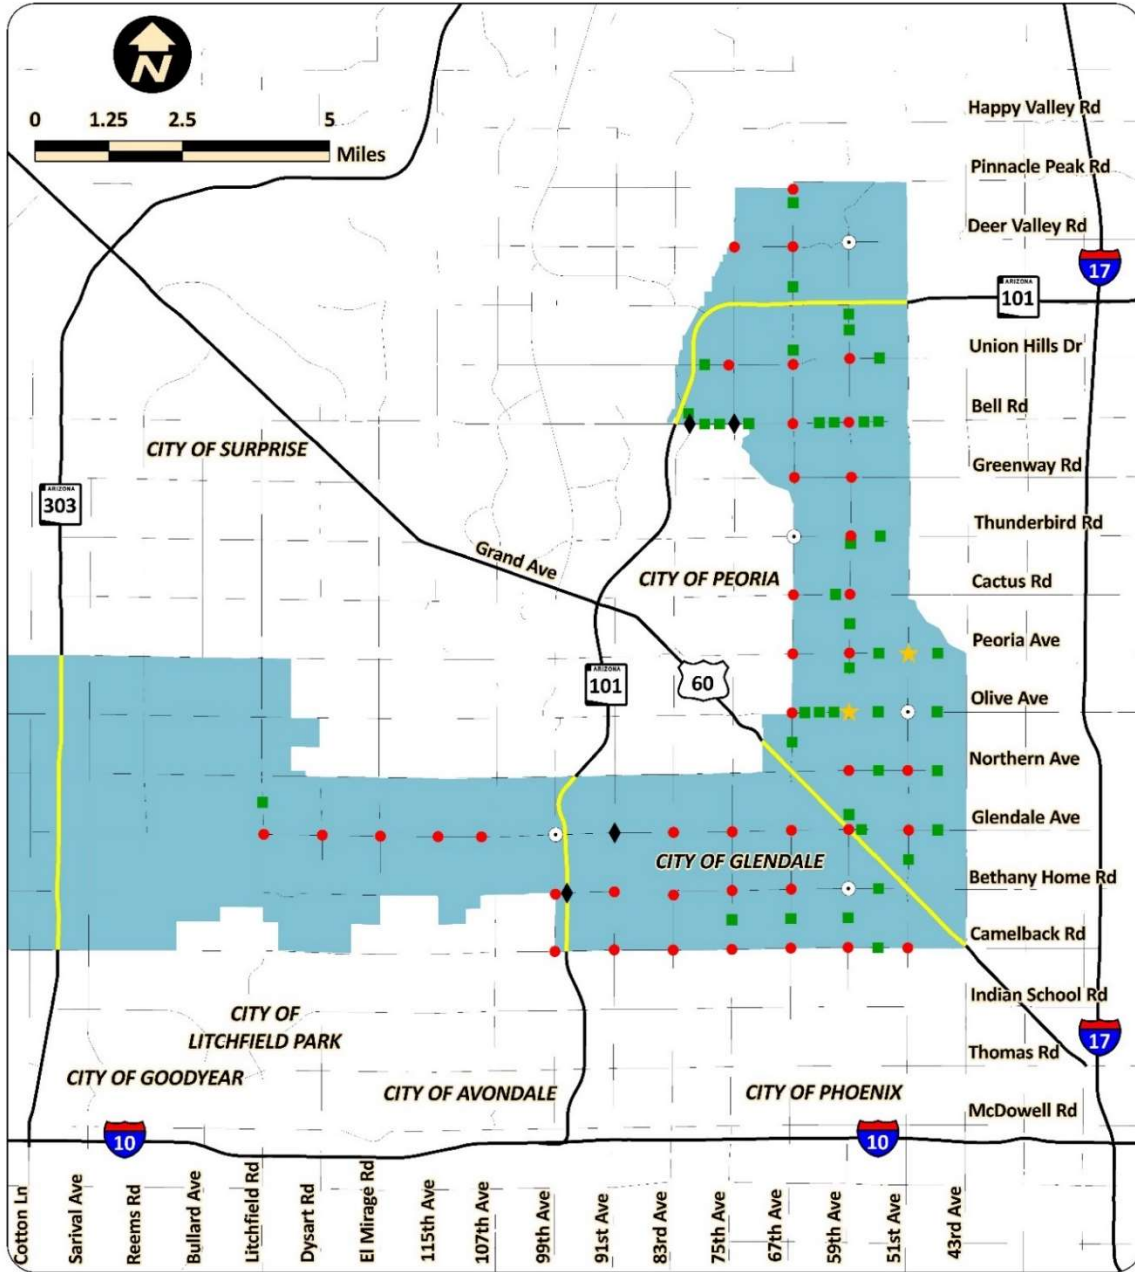 N
0 1.25 2.5 5
Miles
Happy Valley Rd
Pinnacle Peak Rd
Deer Valley Rd
17
ARIZONA
101
Union Hills Dr
Bell Rd
CITY OF SURPRISE
Greenway Rd
ARIZONA
303
Thunderbird Rd
Grand Ave
CITY OF PEORIA
Cactus Rd
Peoria Ave
ARIZONA
101
60
Olive Ave
Northern Ave
Glendale Ave
CITY OF GLENDALE
Bethany Home Rd
Camelback Rd
Indian School Rd
CITY OF
LITCHFIELD PARK
17
Thomas Rd
CITY OF GOODYEAR
CITY OF AVONDALE
CITY OF PHOENIX
McDowell Rd
10
10
Cotton Ln
Sarival Ave
Reems Rd
Bullard Ave
Litchfield Rd
Dysart Rd
El Mirage Rd
115th Ave
107th Ave
99th Ave
91st Ave
83rd Ave
75th Ave
67th Ave
59th Ave
51st Ave
43rd Ave